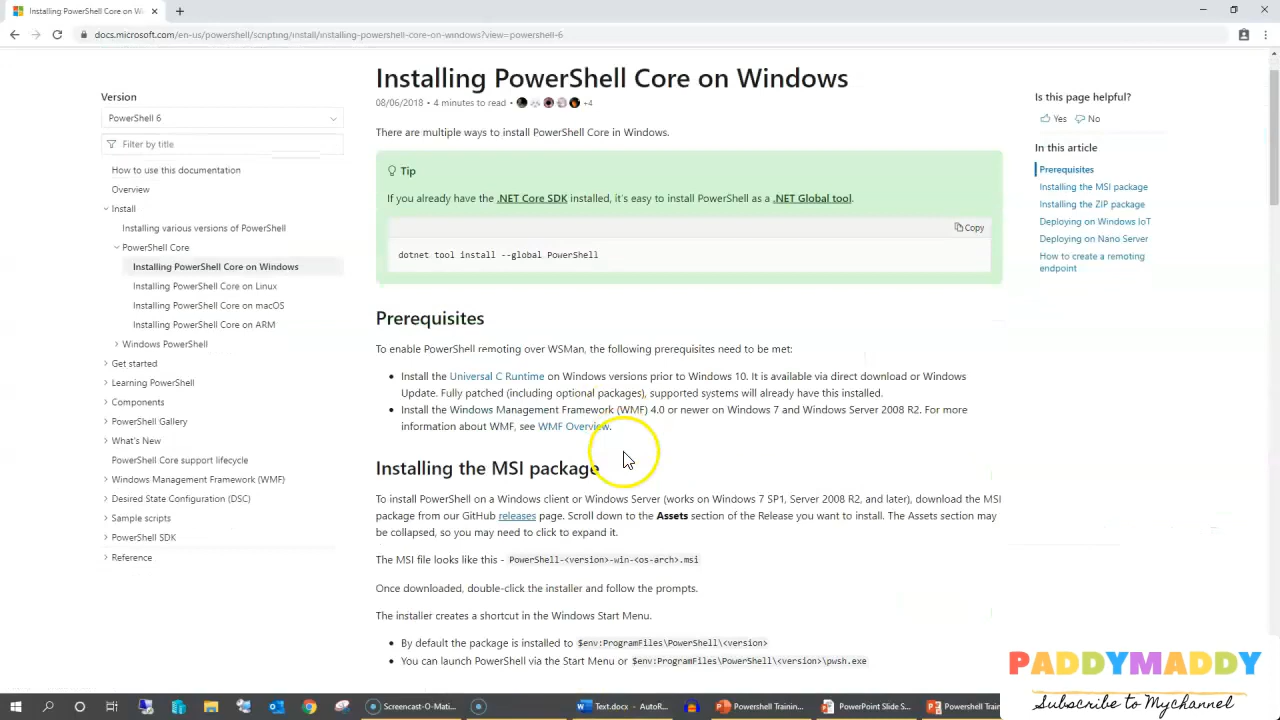 Installing PowerShell Core on Wi
docs.microsoft.com/en-us/powershell/scripting/install/installing-powershell-core-on-windows?view=powershell-6
Version
PowerShell 6
Filter by title
How to use this documentation
Overview
Install
Installing various versions of PowerShell
PowerShell Core
Installing PowerShell Core on Windows
Installing PowerShell Core on Linux
Installing PowerShell Core on macOS
Installing PowerShell Core on ARM
Windows PowerShell
Get started
Learning PowerShell
Components
PowerShell Gallery
What's New
PowerShell Core support lifecycle
Windows Management Framework (WMF)
Desired State Configuration (DSC)
Sample scripts
PowerShell SDK
Reference
Installing PowerShell Core on Windows
08/06/2018 • 4 minutes to read • +4
There are multiple ways to install PowerShell Core in Windows.
Tip
If you already have the .NET Core SDK installed, it's easy to install PowerShell as a .NET Global tool.
Copy
dotnet tool install --global PowerShell
Prerequisites
To enable PowerShell remoting over WSMan, the following prerequisites need to be met:
• Install the Universal C Runtime on Windows versions prior to Windows 10. It is available via direct download or Windows
Update. Fully patched (including optional packages), supported systems will already have this installed.
• Install the Windows Management Framework (WMF) 4.0 or newer on Windows 7 and Windows Server 2008 R2. For more
information about WMF, see WMF Overview.
Installing the MSI package
To install PowerShell on a Windows client or Windows Server (works on Windows 7 SP1, Server 2008 R2, and later), download the MSI
package from our GitHub releases page. Scroll down to the Assets section of the Release you want to install. The Assets section may
be collapsed, so you may need to click to expand it.
The MSI file looks like this - PowerShell-<version>-win-<os-arch>.msi
Once downloaded, double-click the installer and follow the prompts.
The installer creates a shortcut in the Windows Start Menu.
• By default the package is installed to $env:ProgramFiles\PowerShell\<version>
• You can launch PowerShell via the Start Menu or $env:ProgramFiles\PowerShell\<version>\pwsh.exe
Is this page helpful?
Yes No
In this article
Prerequisites
Installing the MSI package
Installing the ZIP package
Deploying on Windows IoT
Deploying on Nano Server
How to create a remoting
endpoint
PADDYMADDY
Subscribe to Mychannel
Screencast-O-Mati...
Text.docx - AutoR...
PowerShell Trainin...
PowerPoint Slide S...
Powershell Traini